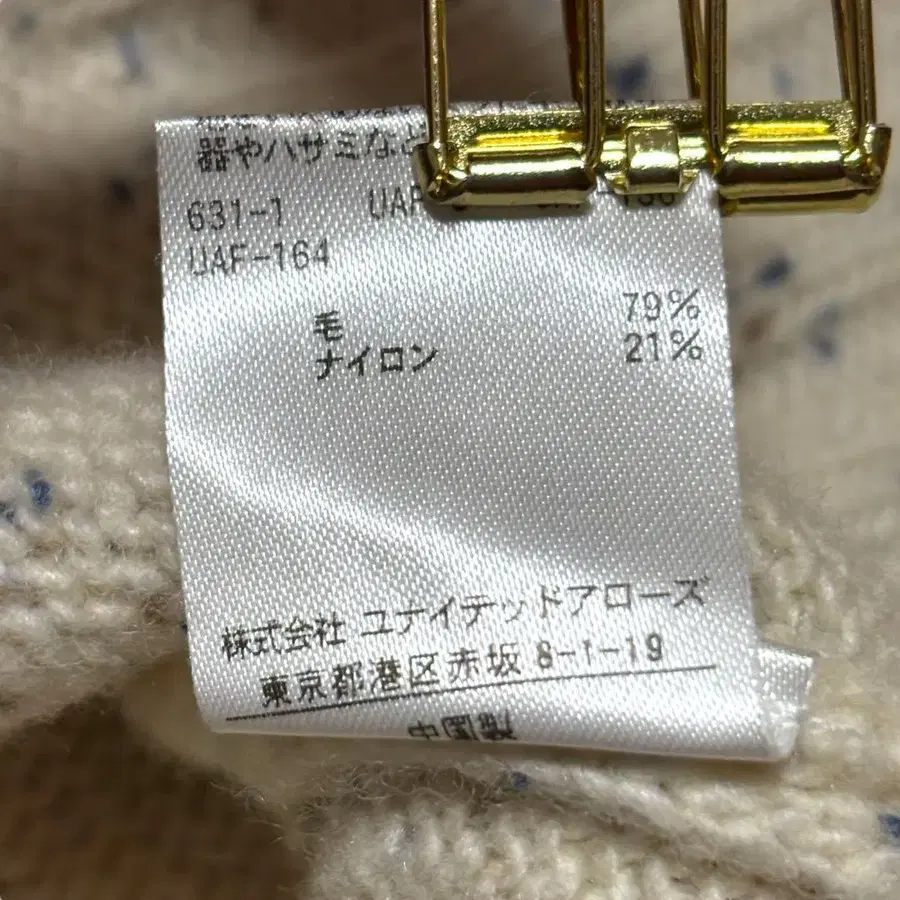 器やハサミなど
631-1 UAF
UAF-164
毛 79%
ナイロン 21%
株式会社 ユナイテッドアローズ
東京都港区赤坂 8-1-19
中国製